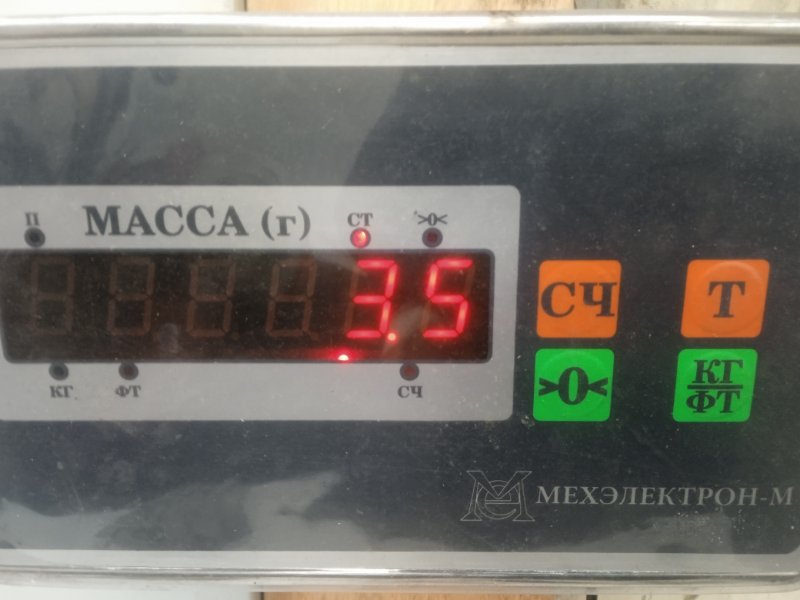 П МАССА (г) СТ >0<
3.5
КГ ФТ СЧ
СЧ Т
>0< КГ/ФТ
МЕХЭЛЕКТРОН-М